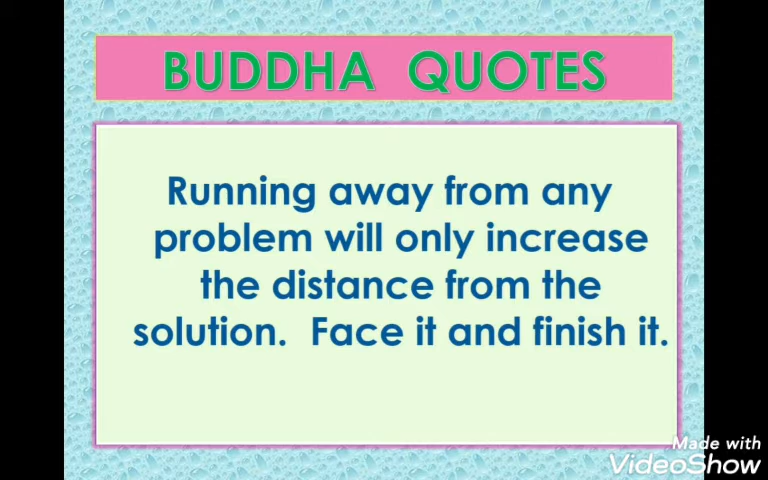 BUDDHA QUOTES
Running away from any
problem will only increase
the distance from the
solution. Face it and finish it.
Made with
VideoShow